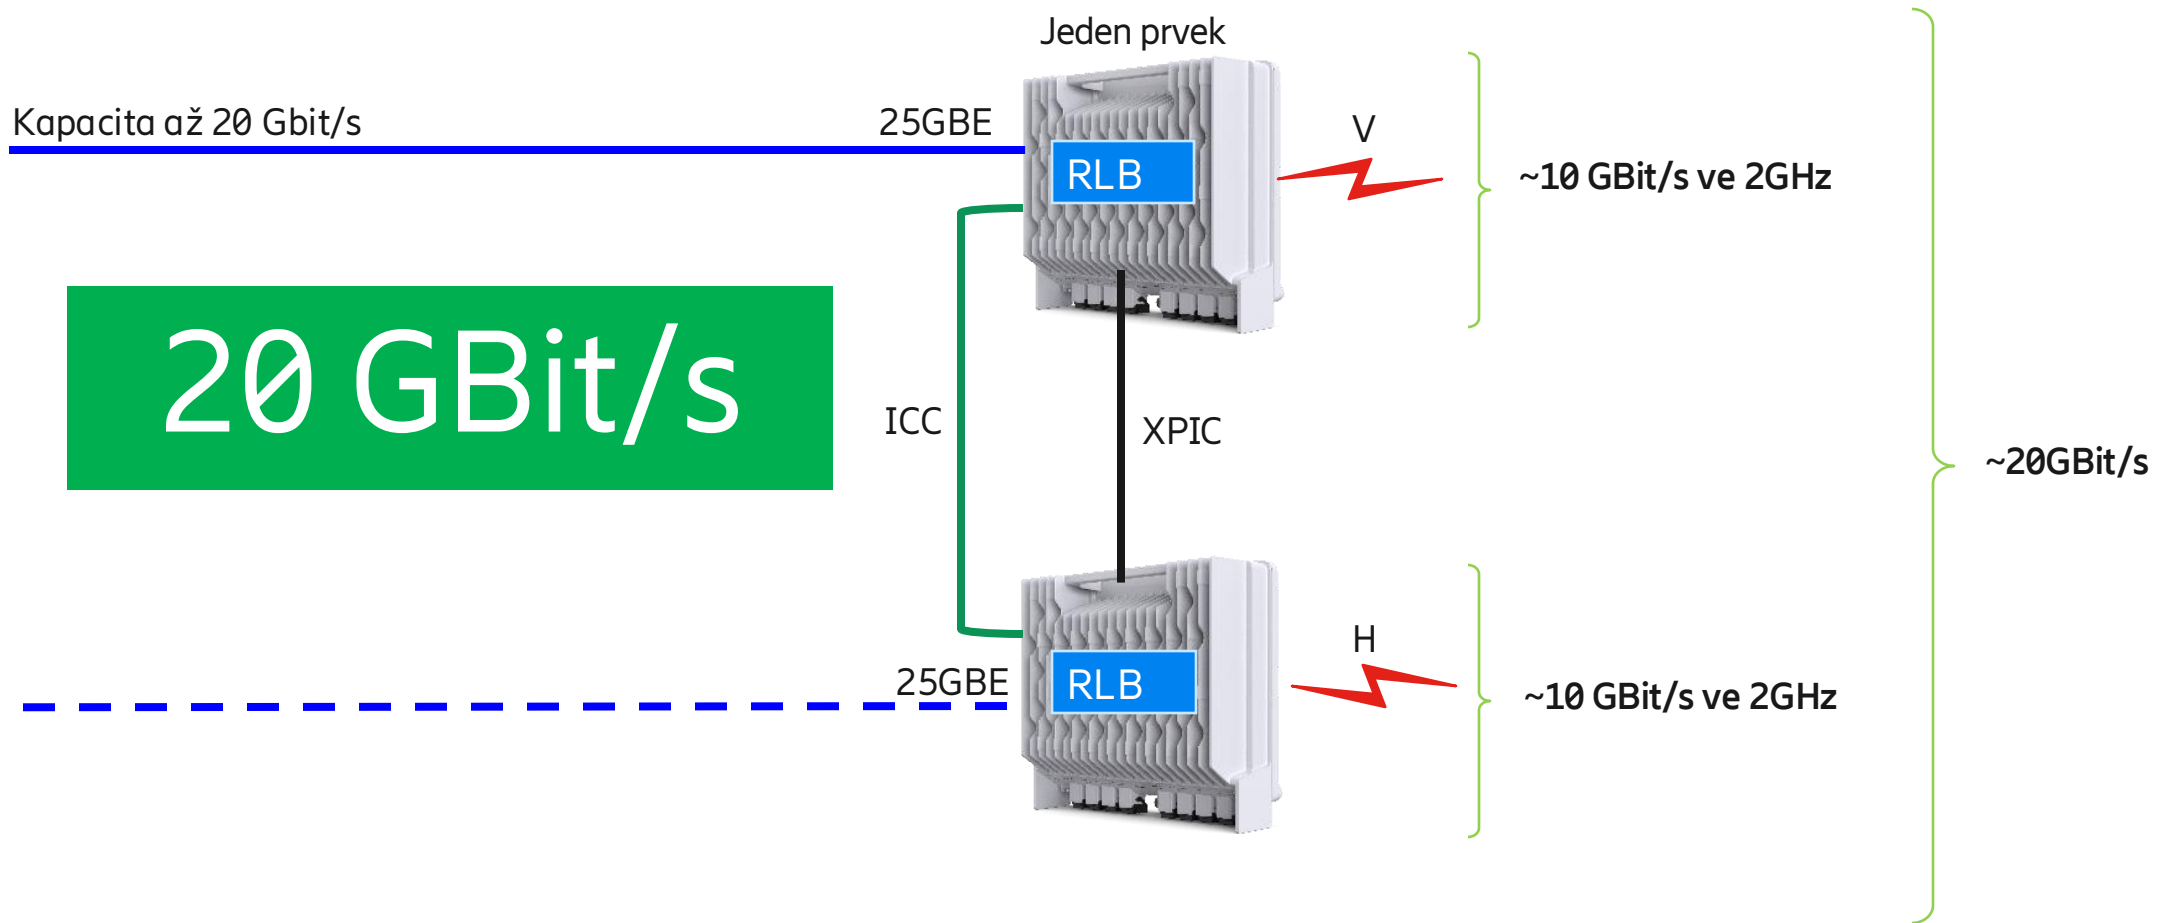 Jeden prvek
Kapacita až 20 Gbit/s
25GBE
V
RLB
~10 GBit/s ve 2GHz
20 GBit/s
ICC
XPIC
~20GBit/s
H
25GBE
RLB
~10 GBit/s ve 2GHz